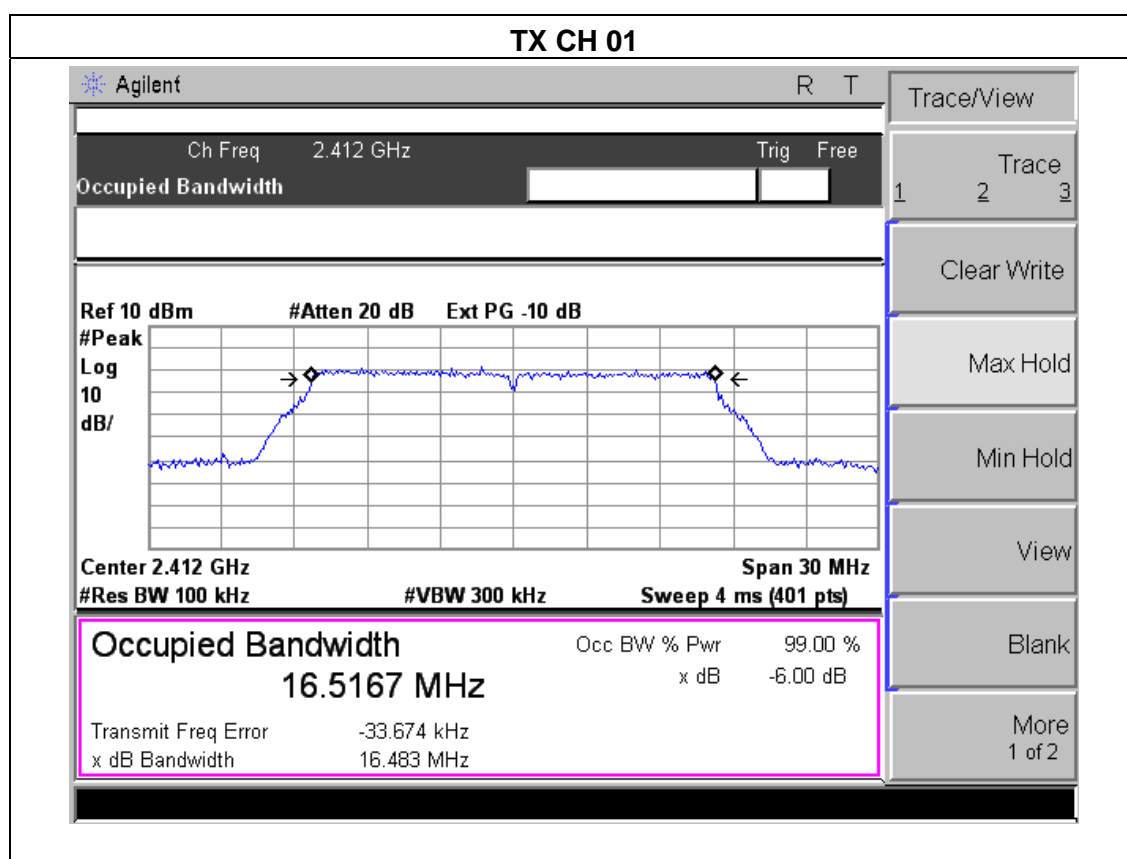 TX CH 01
Agilent R T
Trace/View
Ch Freq 2.412 GHz Trig Free
Occupied Bandwidth
Trace
1 2 3
Clear Write
Ref 10 dBm #Atten 20 dB Ext PG -10 dB
#Peak
Log
10
dB/
Max Hold
Min Hold
View
Center 2.412 GHz Span 30 MHz
#Res BW 100 kHz #VBW 300 kHz Sweep 4 ms (401 pts)
Occupied Bandwidth Occ BW % Pwr 99.00 %
16.5167 MHz x dB -6.00 dB
Blank
Transmit Freq Error -33.674 kHz
x dB Bandwidth 16.483 MHz
More
1 of 2